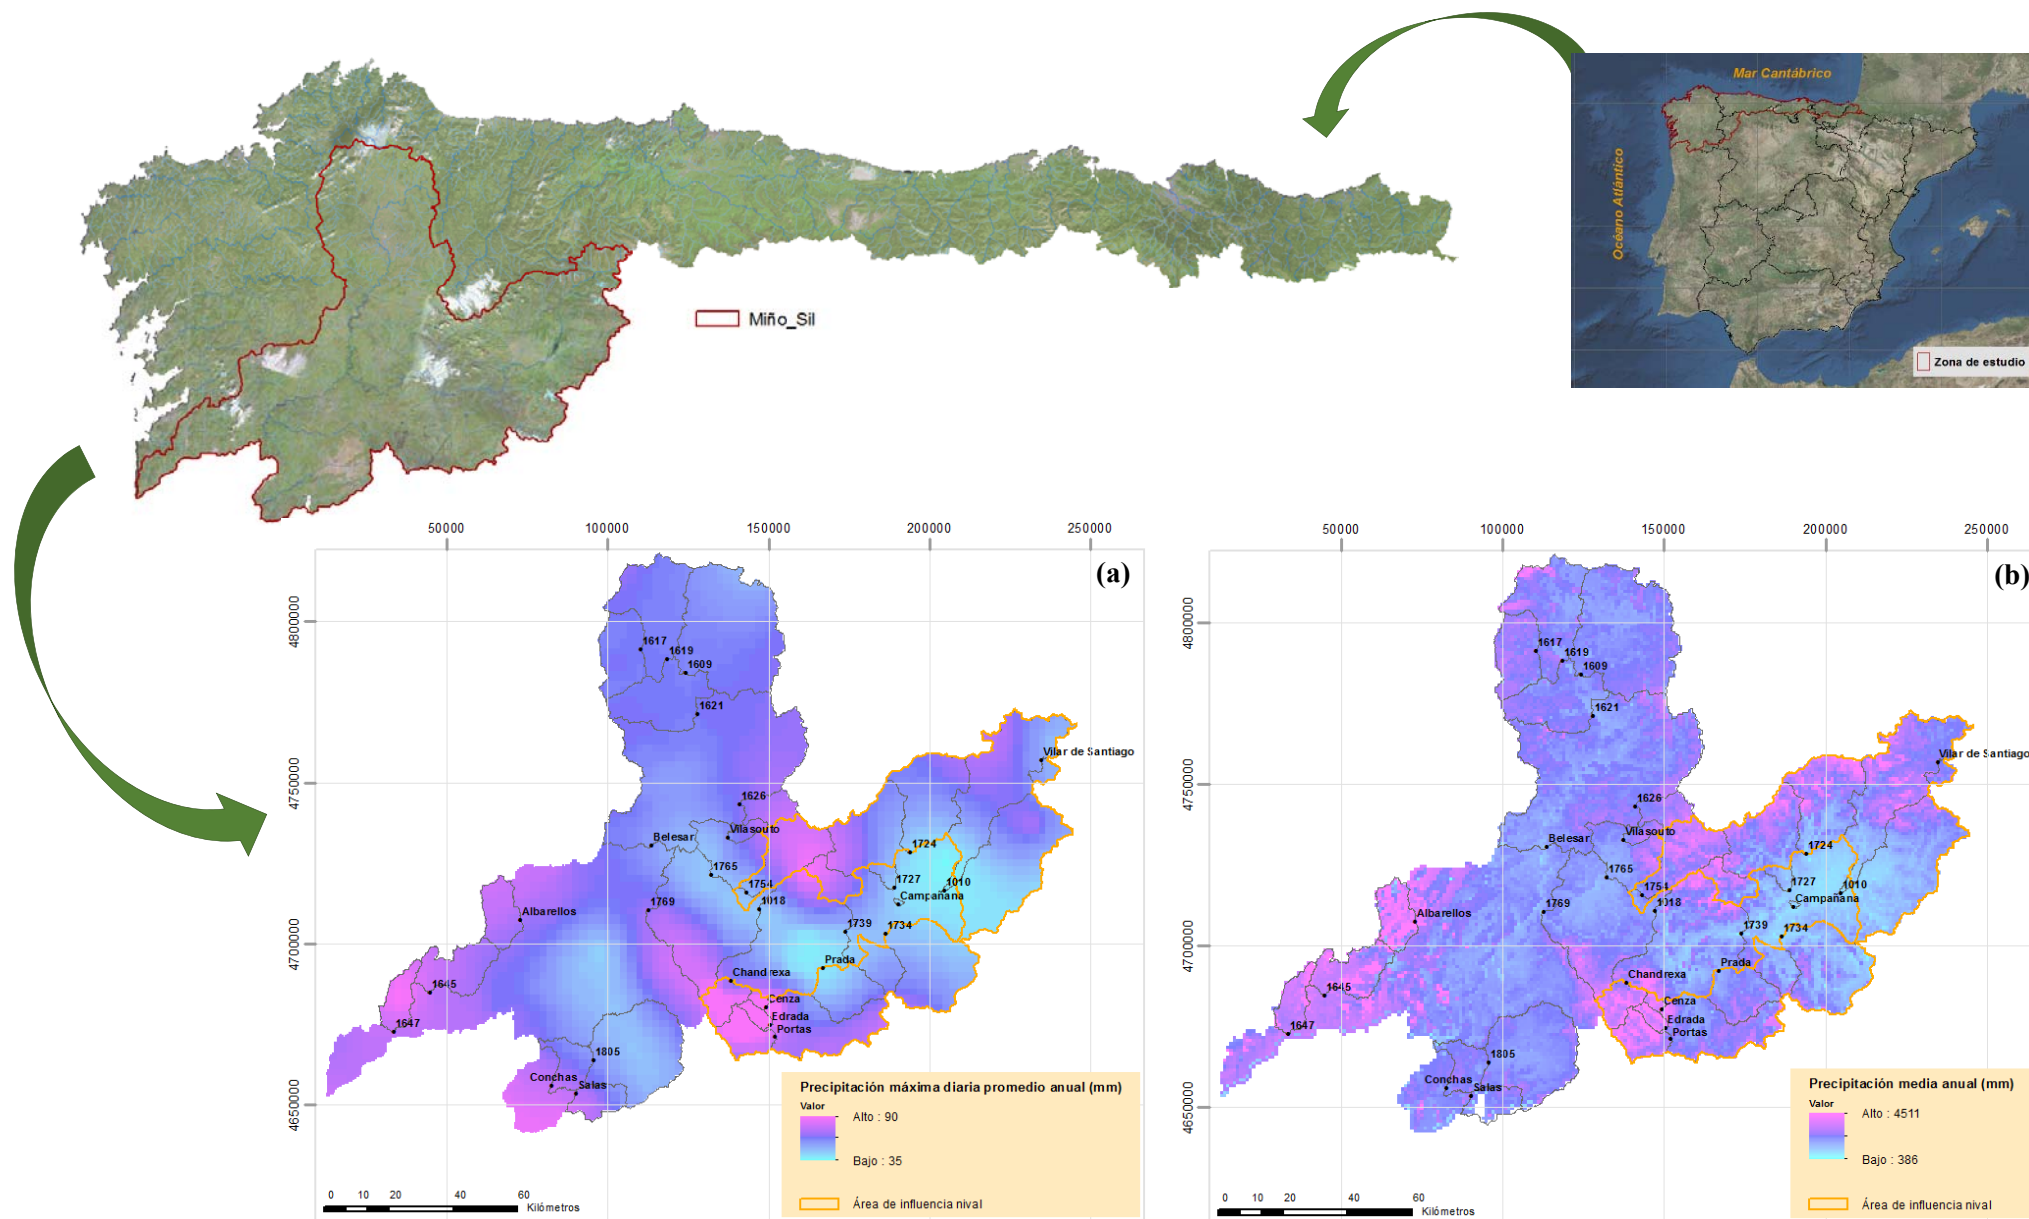 Mar Cantábrico
Océano Atlántico
Zona de estudio
Miño_Sil
50000
100000
150000
200000
250000
(a)
4800000
4750000
4700000
4650000
1617
1619
1609
1621
Vilar de Santiago
1626
Vilasouto
Belesar
1724
1765
1754
1727
1010
Campañana
1769
1018
Albarellos
1739
1734
Prada
Chandrexa
1645
Cenza
Edrada
1647
Portas
1805
Conchas
Salas
Precipitación máxima diaria promedio anual (mm)
Valor
Alto : 90
Bajo : 35
Área de influencia nival
0 10 20 40 60
Kilómetros
50000
100000
150000
200000
250000
(b)
4800000
4750000
4700000
4650000
1617
1619
1609
1621
Vilar de Santiago
1626
Vilasouto
Belesar
1724
1765
1754
1727
1010
Campañana
1769
1018
Albarellos
1739
1734
Prada
Chandrexa
1645
Cenza
Edrada
1647
Portas
1805
Conchas
Salas
Precipitación media anual (mm)
Valor
Alto : 4511
Bajo : 386
Área de influencia nival
0 10 20 40 60
Kilómetros